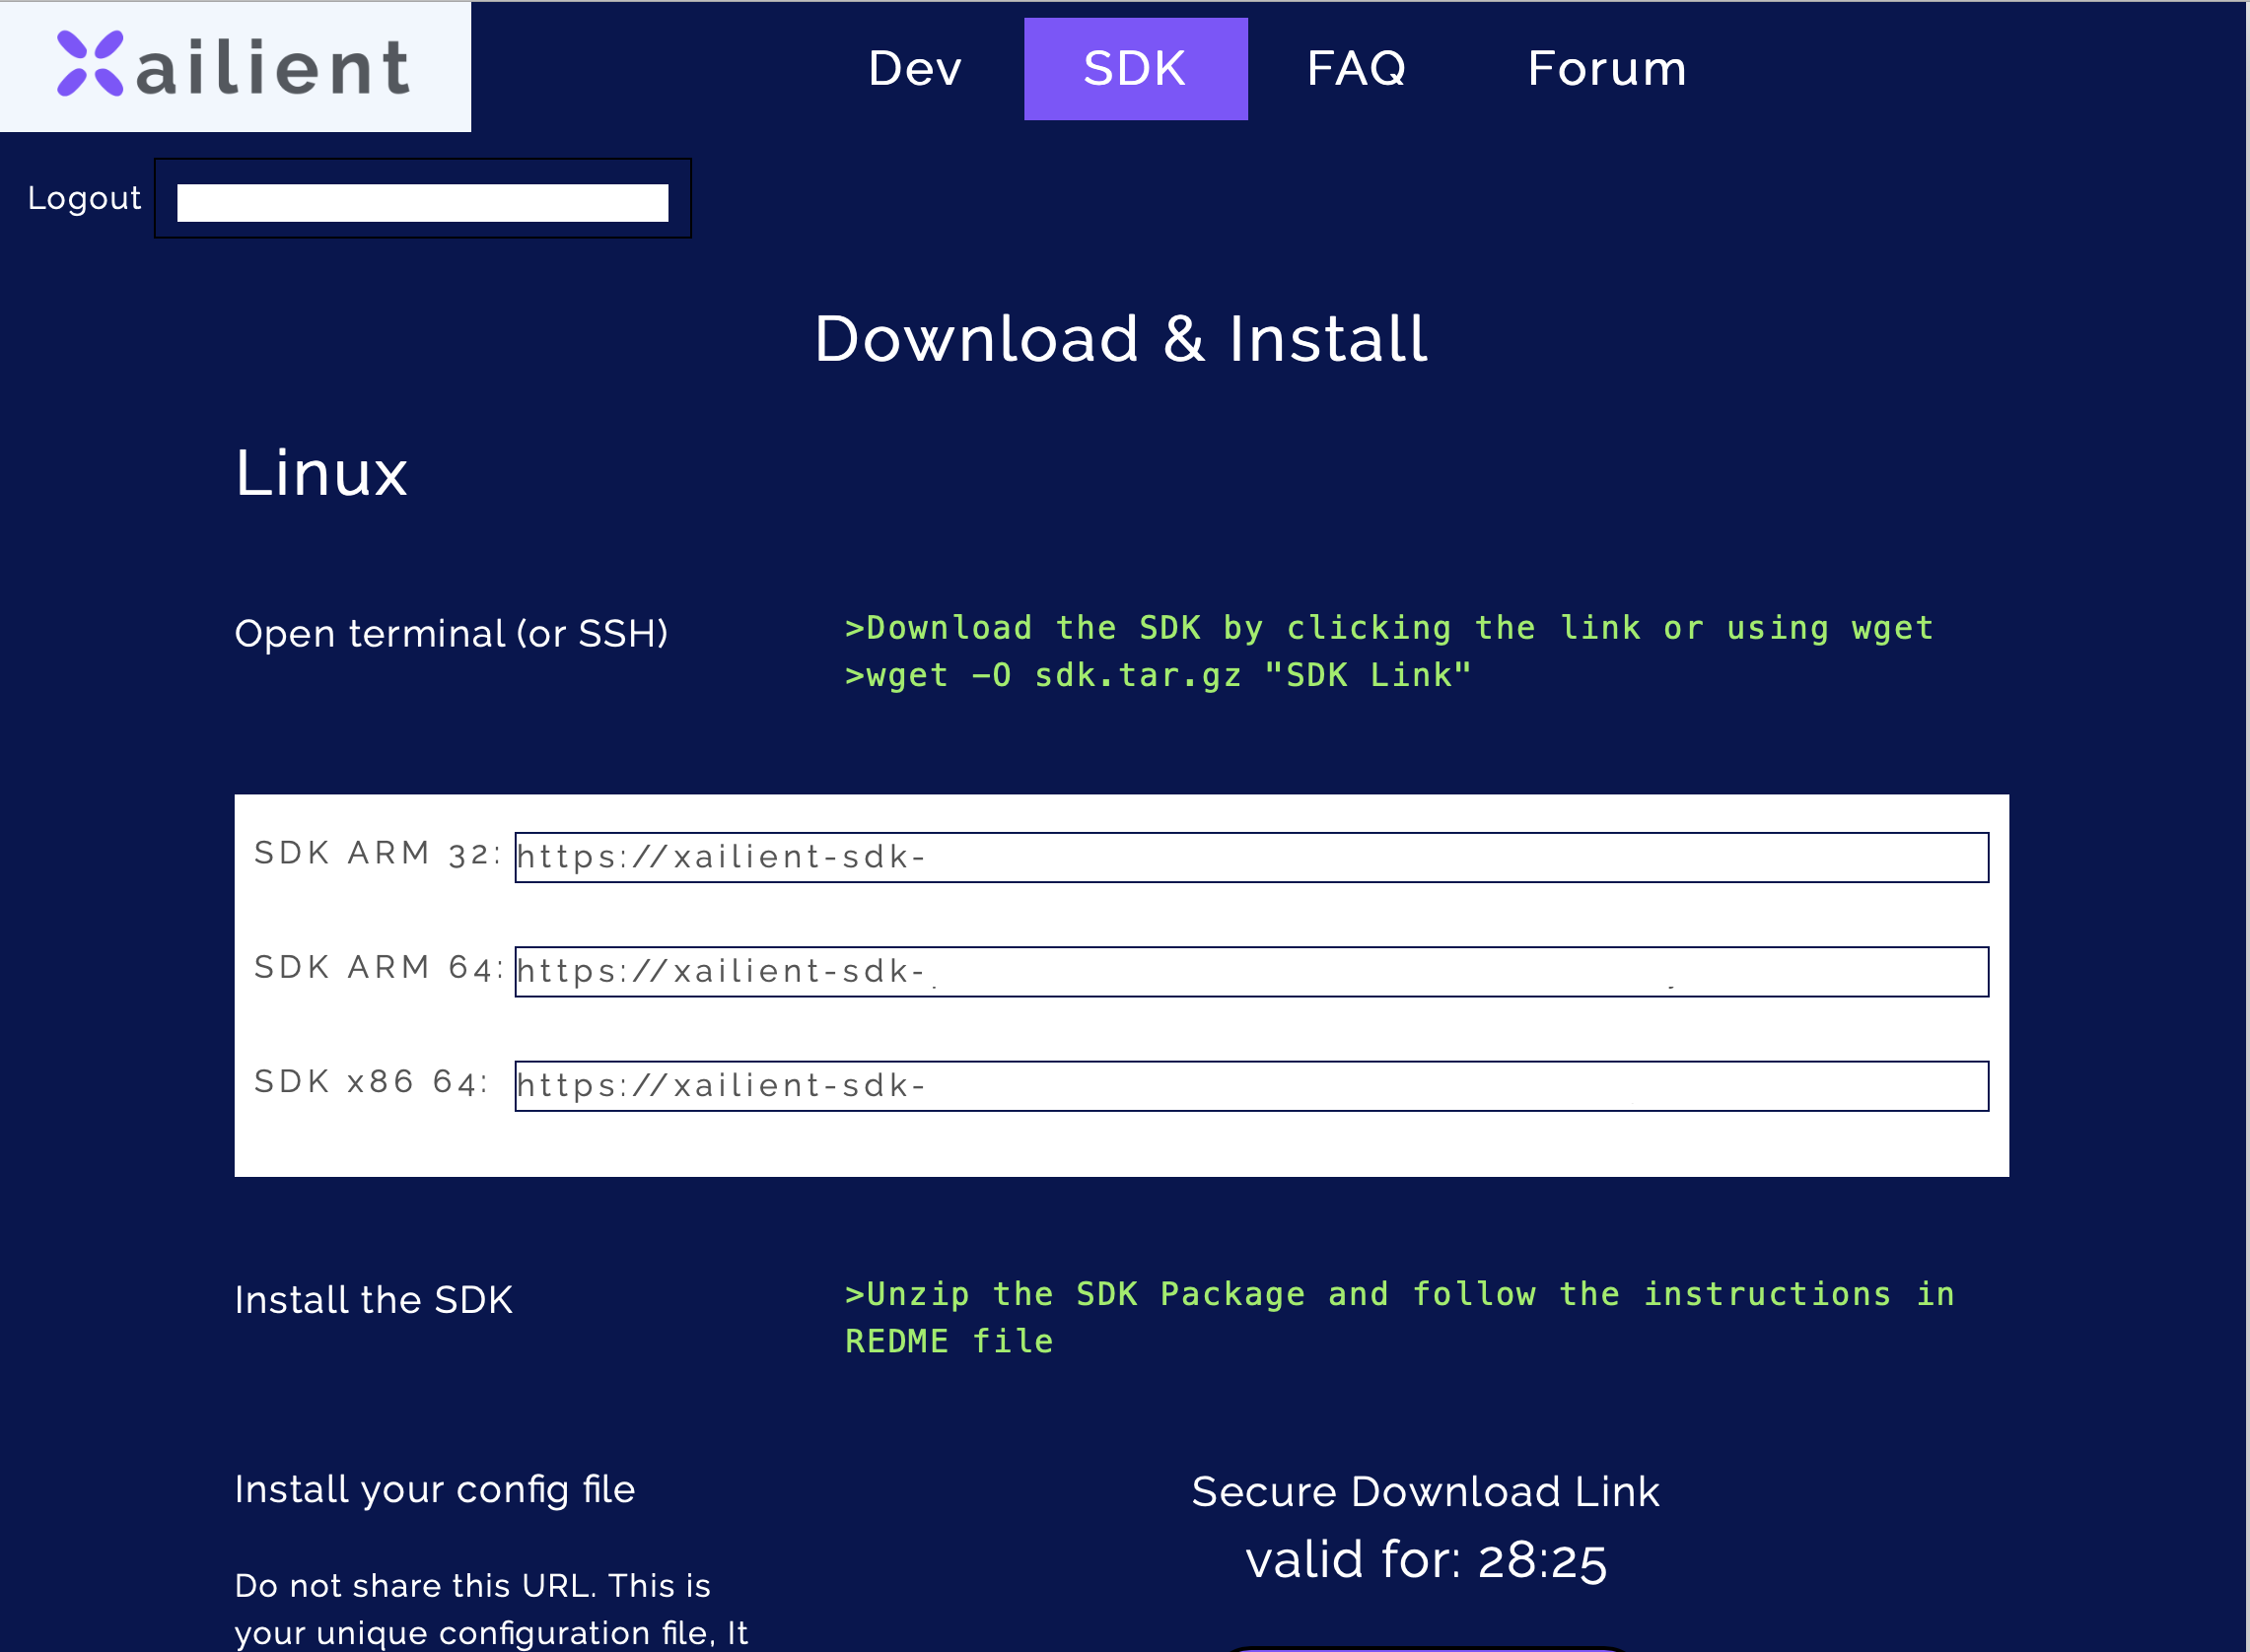 Xailient
Dev SDK FAQ Forum
Logout
Download & Install
Linux
Open terminal (or SSH)
>Download the SDK by clicking the link or using wget
>wget -O sdk.tar.gz "SDK Link"
SDK ARM 32: https://xailient-sdk-
SDK ARM 64: https://xailient-sdk-
SDK x86 64: https://xailient-sdk-
Install the SDK
>Unzip the SDK Package and follow the instructions in
REDME file
Install your config file
Do not share this URL. This is
your unique configuration file, It
Secure Download Link
valid for: 28:25